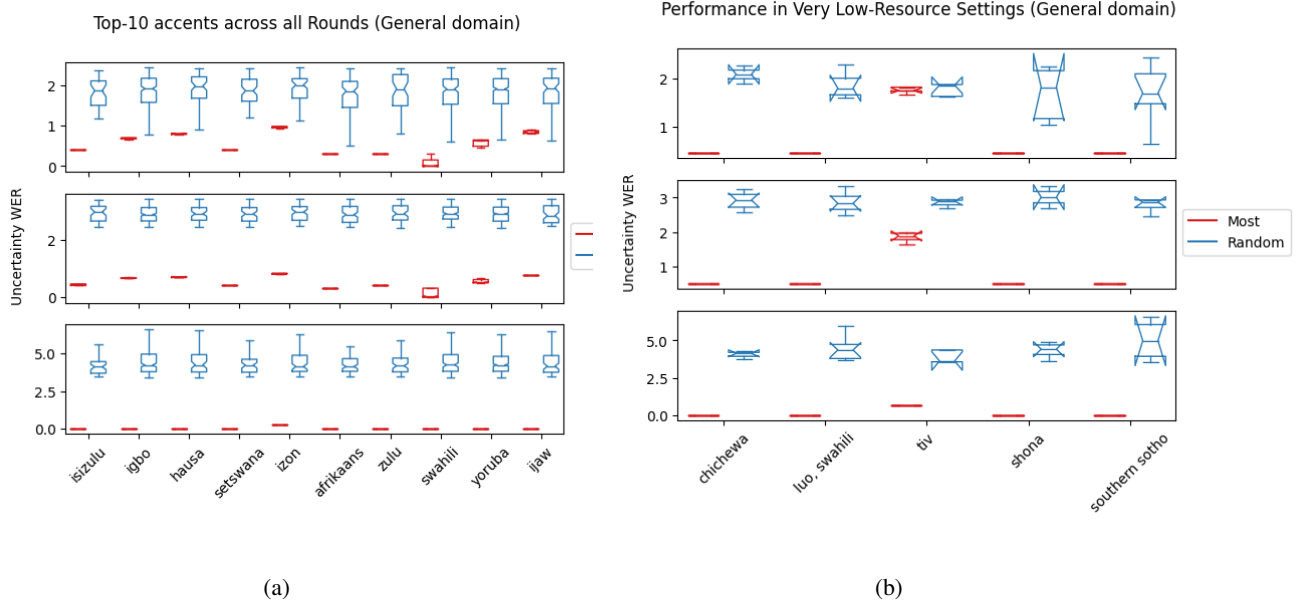 Top-10 accents across all Rounds (General domain)
Uncertainty WER
2
1
0
2
0
5.0
2.5
0.0
isizulu
igbo
hausa
setswana
izon
afrikaans
zulu
swahili
yoruba
ijaw
(a)
Performance in Very Low-Resource Settings (General domain)
Uncertainty WER
2
1
3
2
1
5.0
2.5
0.0
chichewa
luo, swahili
tiv
shona
southern sotho
Most
Random
(b)